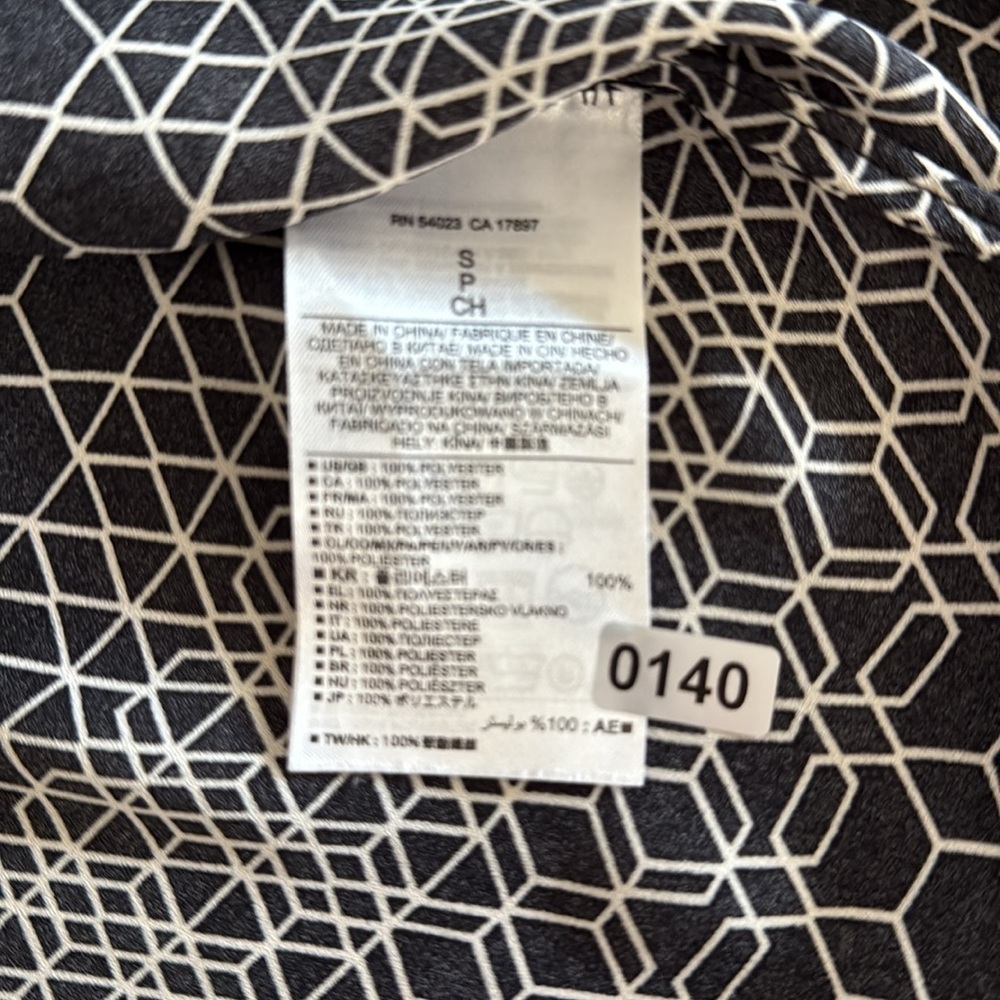 RN 54023 CA 17897
S
P
CH
MADE IN CHINA/ FABRIQUE EN CHINE/
СДЕЛАНО В КИТАЕ/ MADE IN CIN/ HECHO
EN CHINA CON TELA IMPORTADA/
ΚΑΤΑΣΚΕΥΑΣΤΗΚΕ ΣΤΗΝ ΚΙΝΑ/ ZEMLJA
PROIZVODNJE KINA/ ВИРОБЛЕНО В
КИТАЇ/ WYPRODUKOWANO W CHINACH/
FABRICADO NA CHINA/ SZÁRMAZÁSI
HELY: KÍNA/ 中國製造
■ US/GB : 100% POLYESTER
■ CA : 100% POLYESTER
■ FR/MA : 100% POLYESTER
■ RU : 100% ПОЛИЭСТЕР
■ TR : 100% POLYESTER
100% POLIÉSTER
■ KR : 폴리에스터 100%
■ EL : 100% ΠΟΛΥΕΣΤΕΡΑΣ
■ HR : 100% POLIESTERSKO VLAKNO
■ IT : 100% POLIESTERE
■ UA : 100% ПОЛІЕСТЕР
■ PL : 100% POLIESTER
■ BR : 100% POLIÉSTER
■ HU : 100% POLIÉSZTER
■ JP : 100% ポリエステル
■AE : 100% بوليستر
■ TW/HK : 100% 聚酯纖維
0140